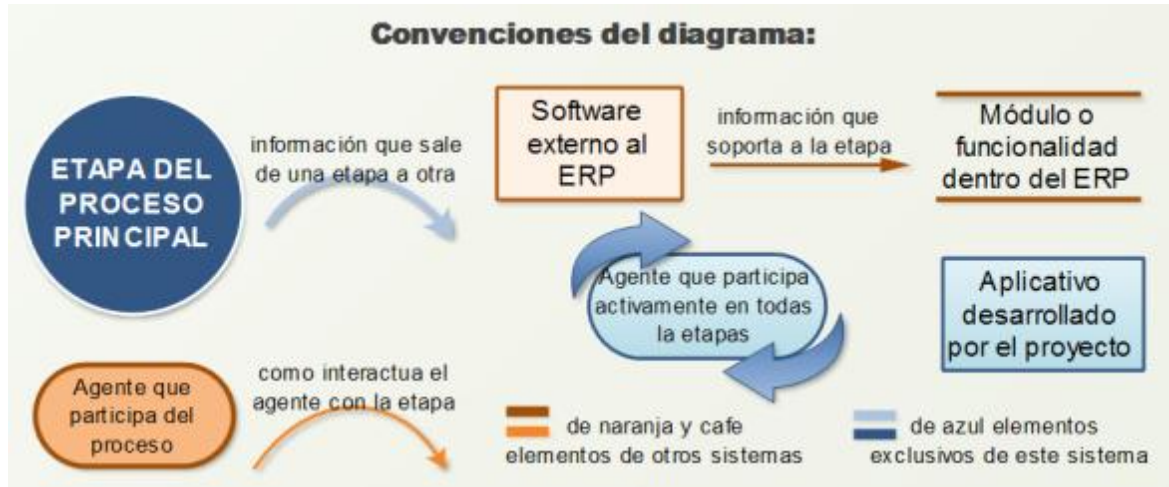 Convenciones del diagrama:
ETAPA DEL
PROCESO
PRINCIPAL
información que sale
de una etapa a otra
Software
externo al
ERP
información que
soporta a la etapa
Módulo o
funcionalidad
dentro del ERP
Agente que participa
activamente en todas
la etapas
Aplicativo
desarrollado
por el proyecto
Agente que
participa del
proceso
como interactua el
agente con la etapa
de naranja y cafe
elementos de otros sistemas
de azul elementos
exclusivos de este sistema